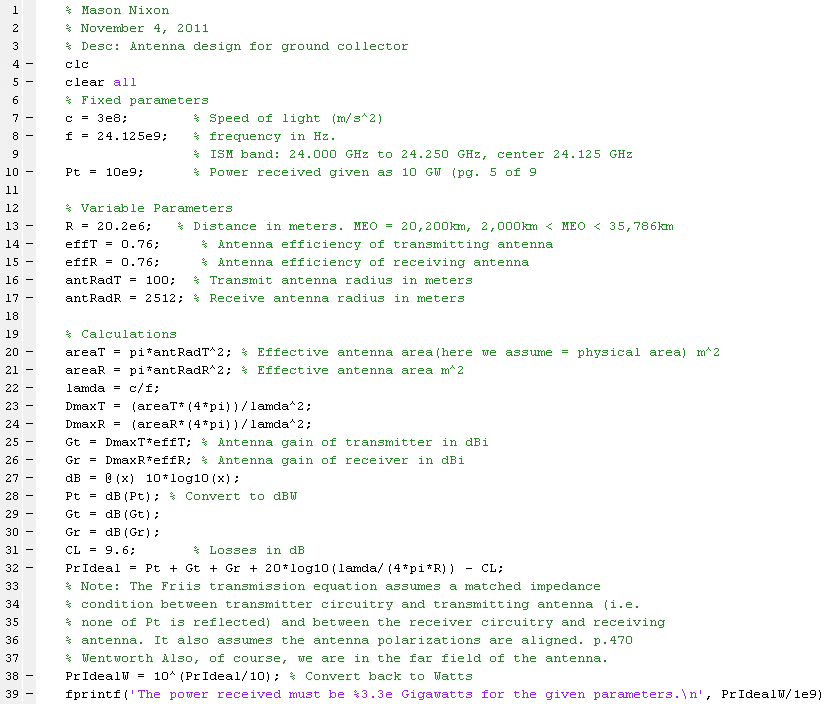 1 % Mason Nixon
2 % November 4, 2011
3 % Desc: Antenna design for ground collector
4 – clc
5 – clear all
6 % Fixed parameters
7 – c = 3e8; % Speed of light (m/s^2)
8 – f = 24.125e9; % frequency in Hz.
9 % ISM band: 24.000 GHz to 24.250 GHz, center 24.125 GHz
10 – Pt = 10e9; % Power received given as 10 GW (pg. 5 of 9
11
12 % Variable Parameters
13 – R = 20.2e6; % Distance in meters. MEO = 20,200km, 2,000km < MEO < 35,786km
14 – effT = 0.76; % Antenna efficiency of transmitting antenna
15 – effR = 0.76; % Antenna efficiency of receiving antenna
16 – antRadT = 100; % Transmit antenna radius in meters
17 – antRadR = 2512; % Receive antenna radius in meters
18
19 % Calculations
20 – areaT = pi*antRadT^2; % Effective antenna area(here we assume = physical area) m^2
21 – areaR = pi*antRadR^2; % Effective antenna area m^2
22 – lamda = c/f;
23 – DmaxT = (areaT*(4*pi))/lamda^2;
24 – DmaxR = (areaR*(4*pi))/lamda^2;
25 – Gt = DmaxT*effT; % Antenna gain of transmitter in dBi
26 – Gr = DmaxR*effR; % Antenna gain of receiver in dBi
27 – dB = @(x) 10*log10(x);
28 – Pt = dB(Pt); % Convert to dBW
29 – Gt = dB(Gt);
30 – Gr = dB(Gr);
31 – CL = 9.6; % Losses in dB
32 – PrIdeal = Pt + Gt + Gr + 20*log10(lamda/(4*pi*R)) - CL;
33 % Note: The Friis transmission equation assumes a matched impedance
34 % condition between transmitter circuitry and transmitting antenna (i.e.
35 % none of Pt is reflected) and between the receiver circuitry and receiving
36 % antenna. It also assumes the antenna polarizations are aligned. p.470
37 % Wentworth Also, of course, we are in the far field of the antenna.
38 – PrIdealW = 10^(PrIdeal/10); % Convert back to Watts
39 – fprintf('The power received must be %3.3e Gigawatts for the given parameters.\n', PrIdealW/1e9)